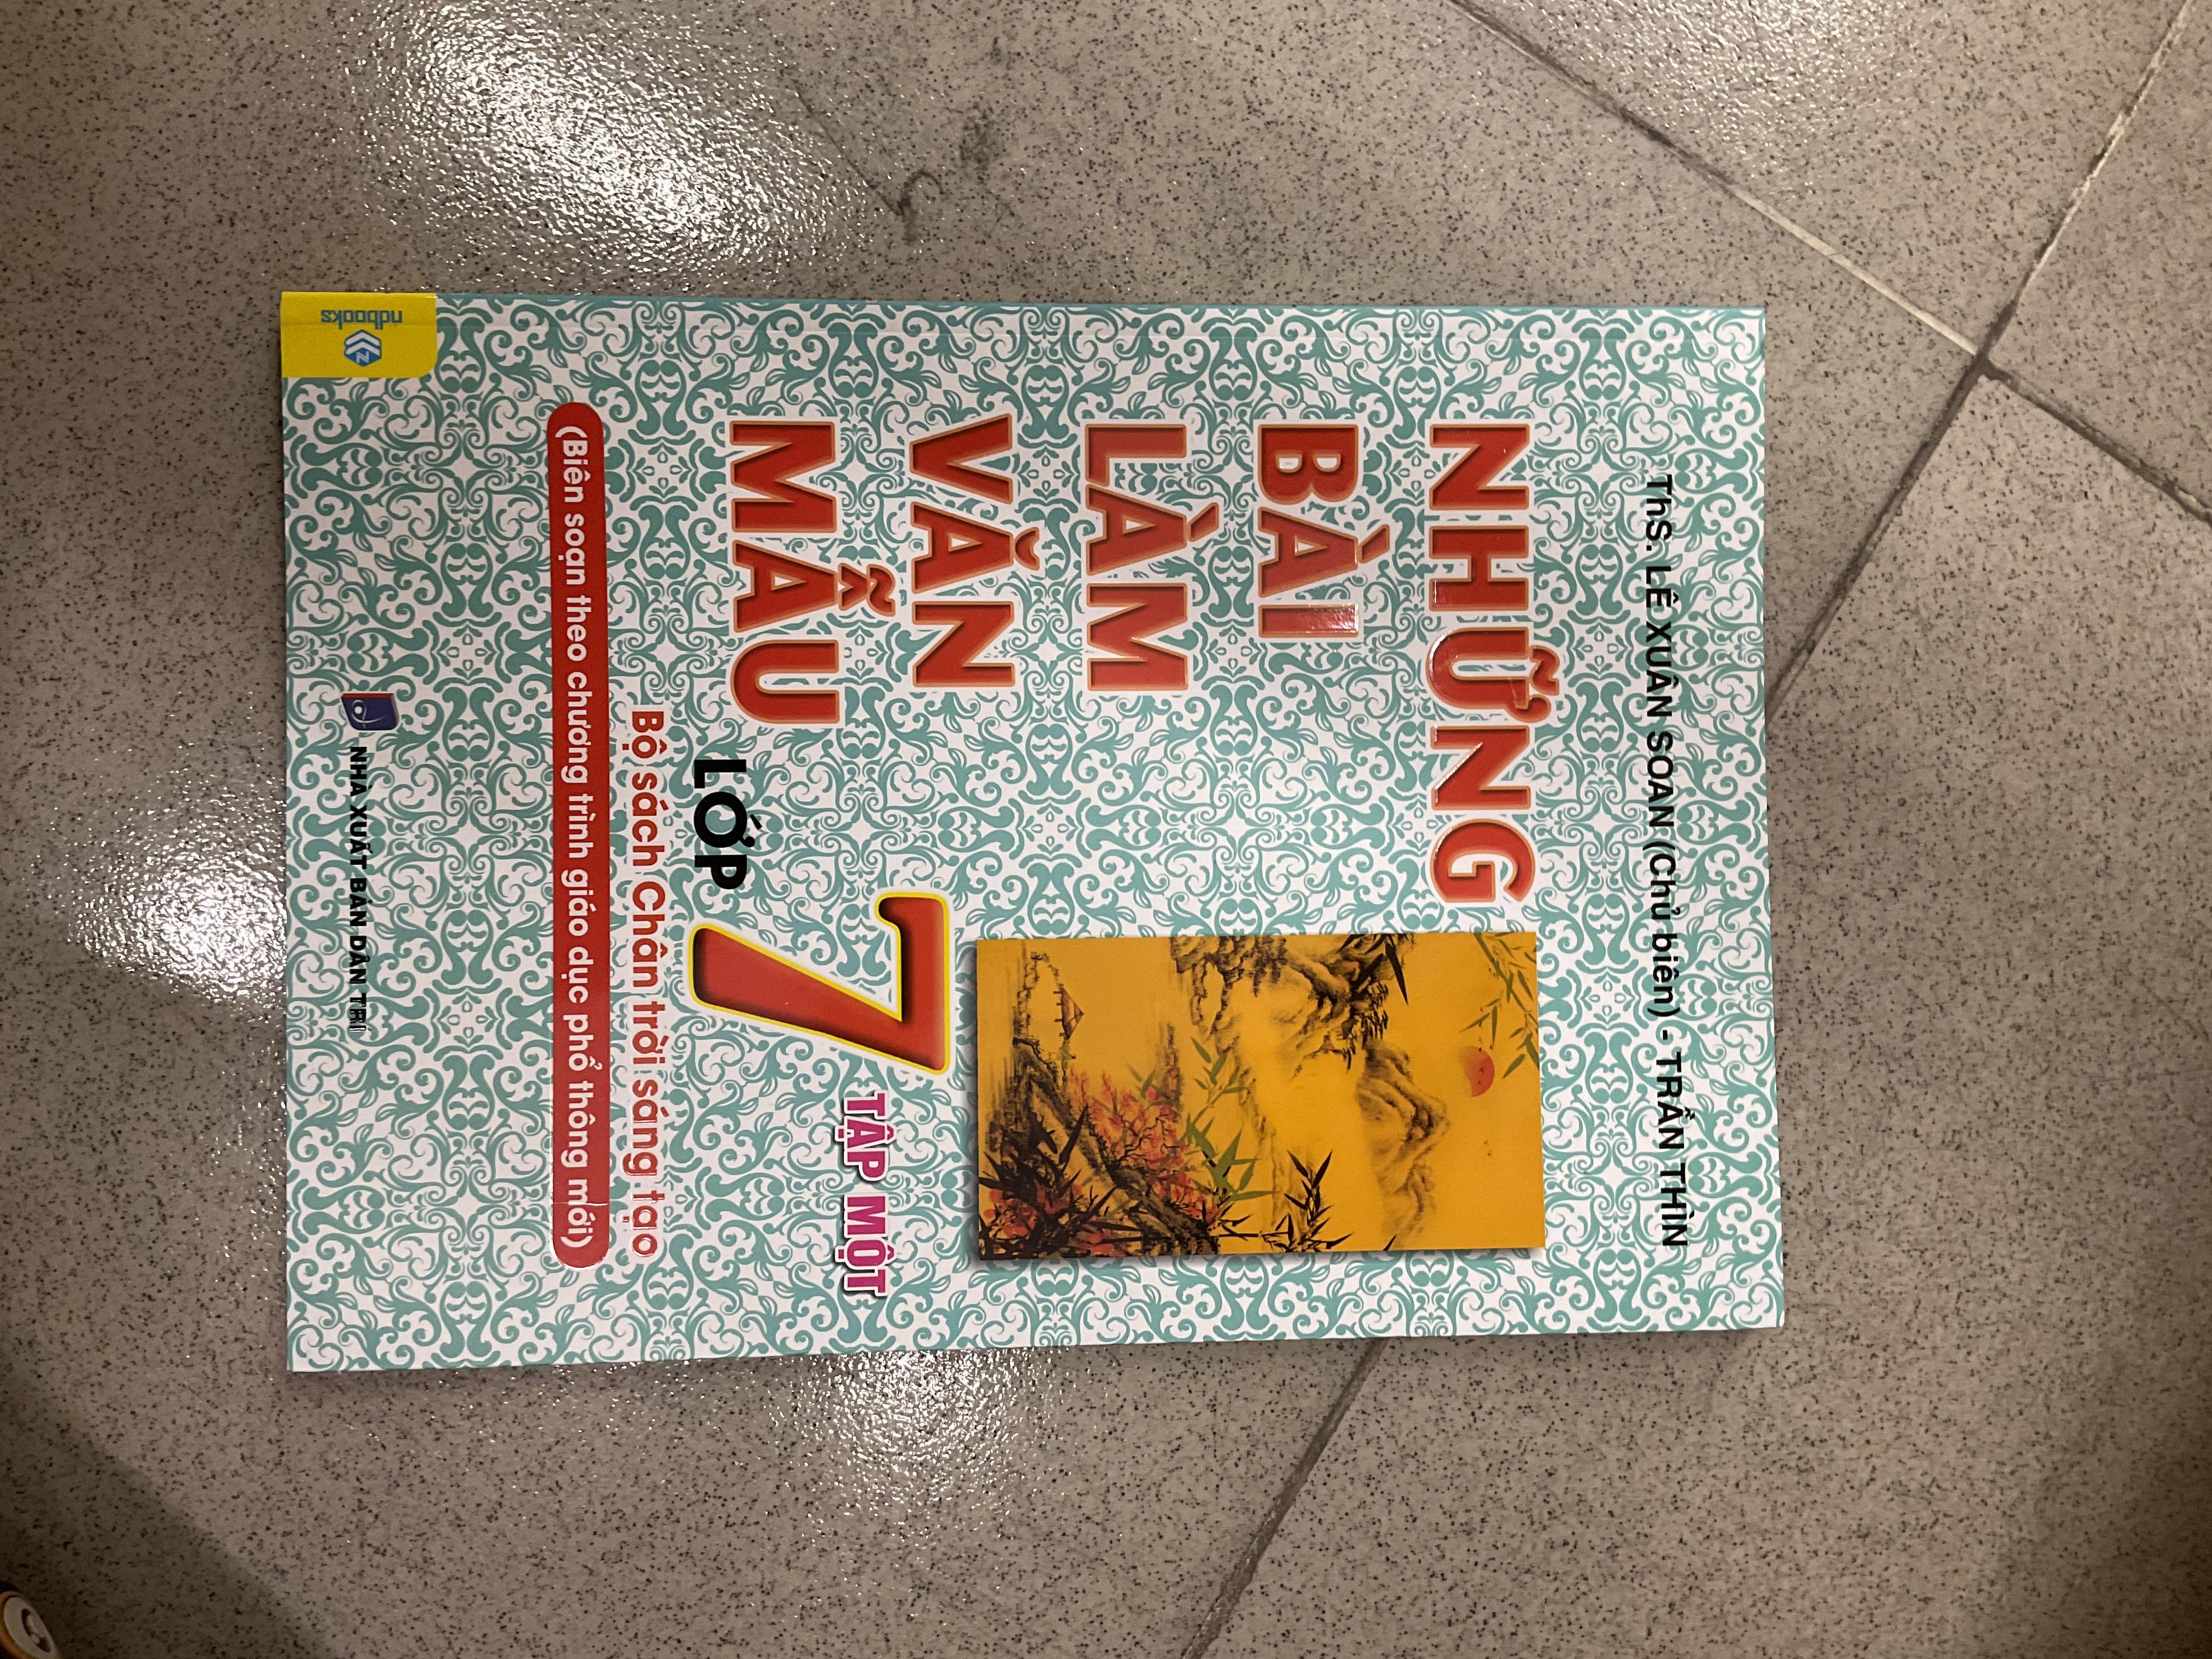 ThS. LÊ XUÂN SOAN (Chủ biên) - TRẦN THÌN
NHỮNG
BÀI
LÀM
VĂN
MẪU
LỚP 7
TẬP MỘT
Bộ sách Chân trời sáng tạo
(Biên soạn theo chương trình giáo dục phổ thông mới)
ndbooks
NHÀ XUẤT BẢN DÂN TRÍ